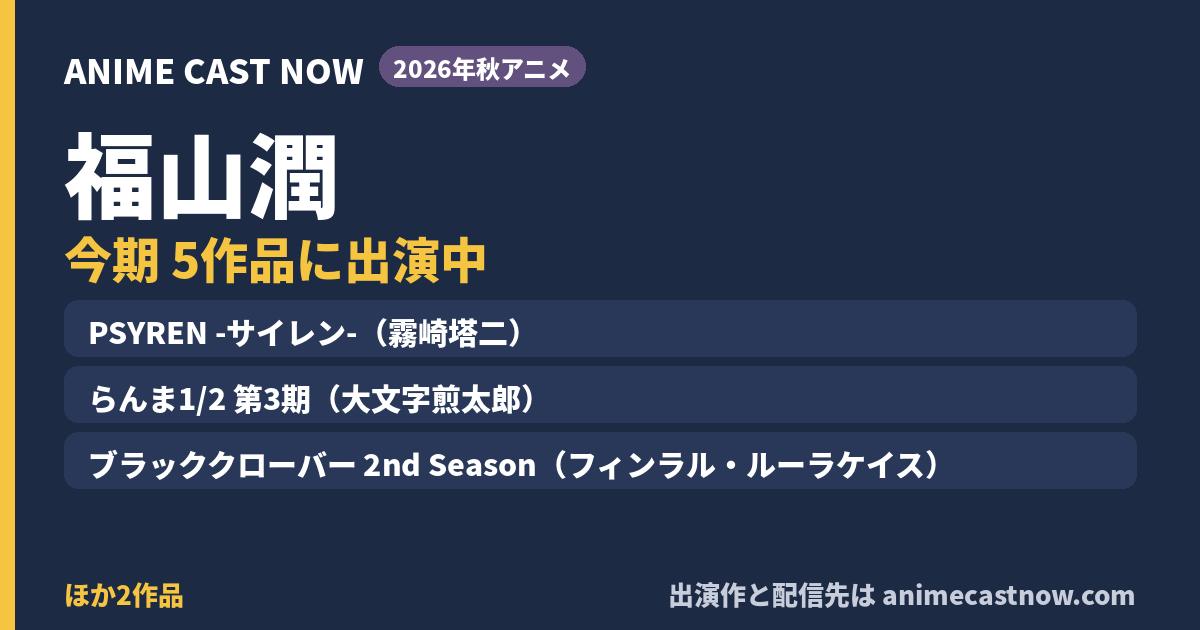 ANIME CAST NOW 2026年秋アニメ
福山潤
今期 5作品に出演中
PSYREN -サイレン-（霧崎塔二）
らんま1/2 第3期（大文字煎太郎）
ブラッククローバー 2nd Season（フィンラル・ルーラケイス）
ほか2作品
出演作と配信先は animecastnow.com